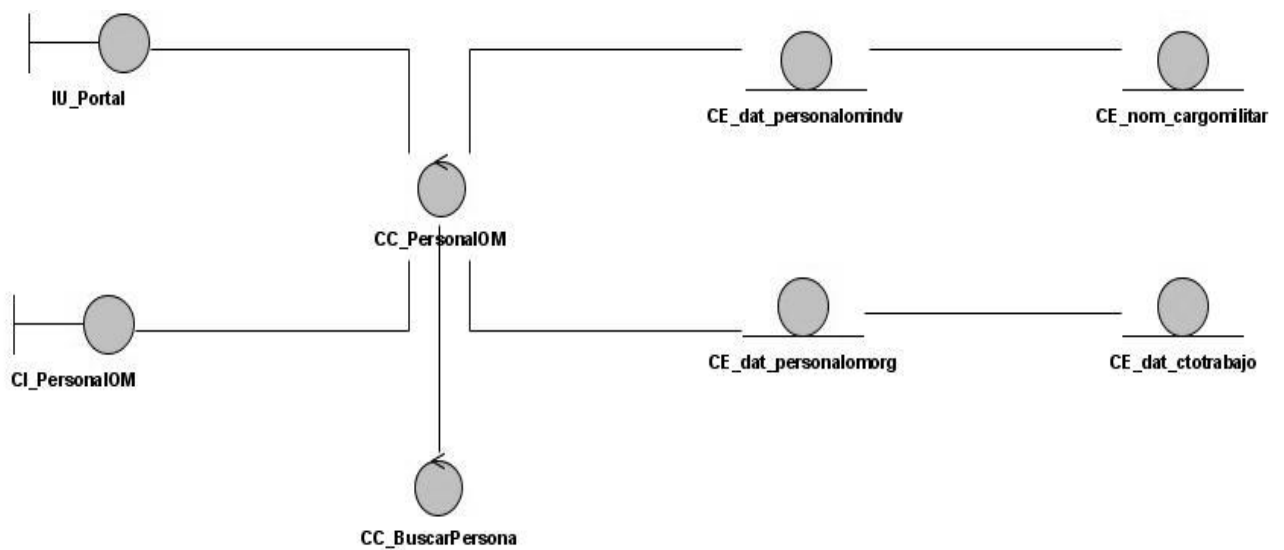 IU_Portal
CE_dat_personalomindv
CE_nom_cargomilitar
CC_PersonalOM
CI_PersonalOM
CE_dat_personalomorg
CE_dat_ctotrabajo
CC_BuscarPersona